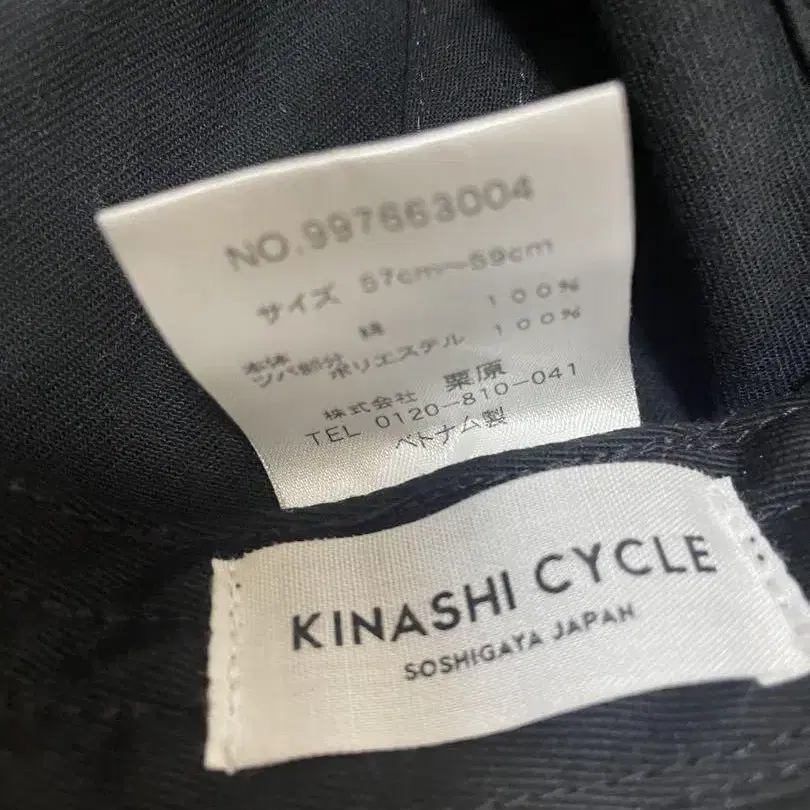 NO.997663004
サイズ 57cm〜59cm
本体 綿 100%
ツバ部分 ポリエステル 100%
株式会社 栗原
TEL 0120-810-041
ベトナム製
KINASHI CYCLE
SOSHIGAYA JAPAN